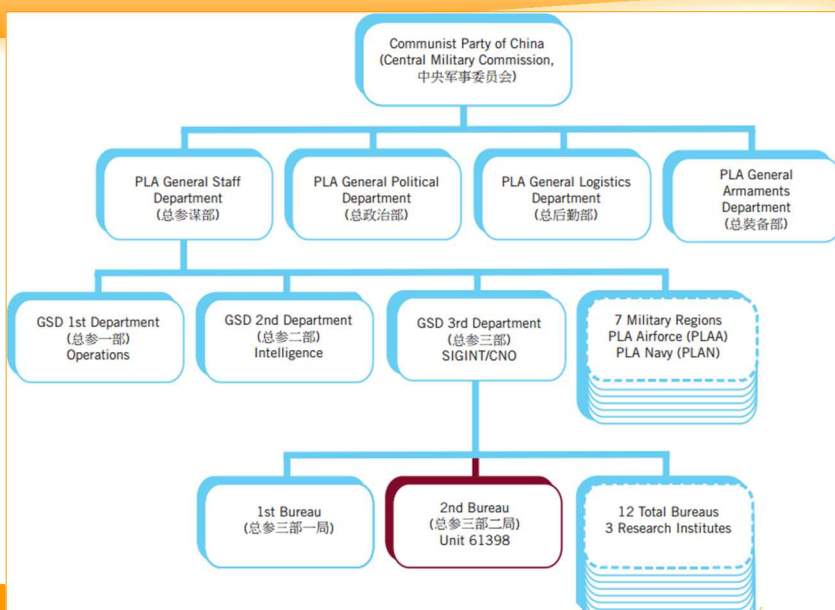 Communist Party of China
(Central Military Commission,
中央军事委员会)
PLA General Staff
Department
(总参谋部)
PLA General Political
Department
(总政治部)
PLA General Logistics
Department
(总后勤部)
PLA General
Armaments
Department
(总装备部)
GSD 1st Department
(总参一部)
Operations
GSD 2nd Department
(总参二部)
Intelligence
GSD 3rd Department
(总参三部)
SIGINT/CNO
7 Military Regions
PLA Airforce (PLAA)
PLA Navy (PLAN)
1st Bureau
(总参三部一局)
2nd Bureau
(总参三部二局)
Unit 61398
12 Total Bureaus
3 Research Institutes